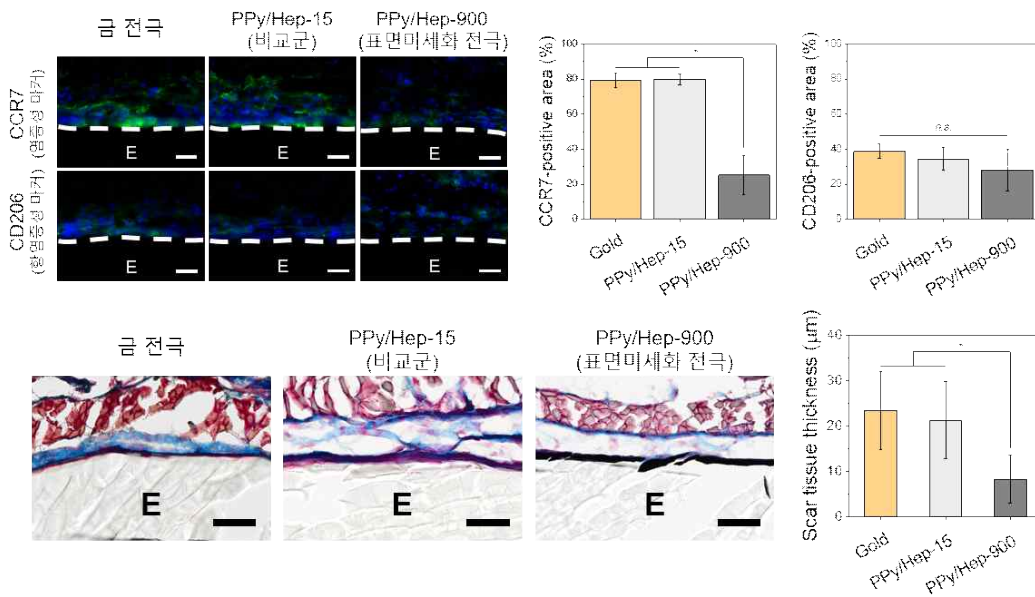 금 전극
PPy/Hep-15
(비교군)
PPy/Hep-900
(표면미세화 전극)
CCR7
(염증성 마커)
CD206
(항염증성 마커)
E
E
E
E
E
E
CCR7-positive area (%)
100
80
60
40
20
0
*
Gold
PPy/Hep-15
PPy/Hep-900
CD206-positive area (%)
100
80
60
40
20
0
Gold
PPy/Hep-15
PPy/Hep-900
금 전극
PPy/Hep-15
(비교군)
PPy/Hep-900
(표면미세화 전극)
E
E
E
Scar tissue thickness (μm)
40
30
20
10
0
*
Gold
PPy/Hep-15
PPy/Hep-900